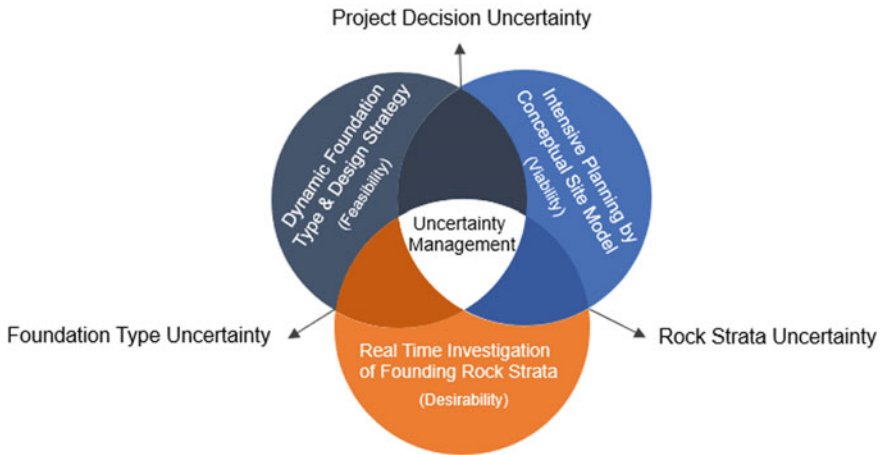 Project Decision Uncertainty
Dynamic Foundation
Type & Design Strategy
(Feasibility)
Intensive Planning by
Conceptual Site Model
(Viability)
Uncertainty
Management
Foundation Type Uncertainty
Rock Strata Uncertainty
Real Time Investigation
of Founding Rock Strata
(Desirability)